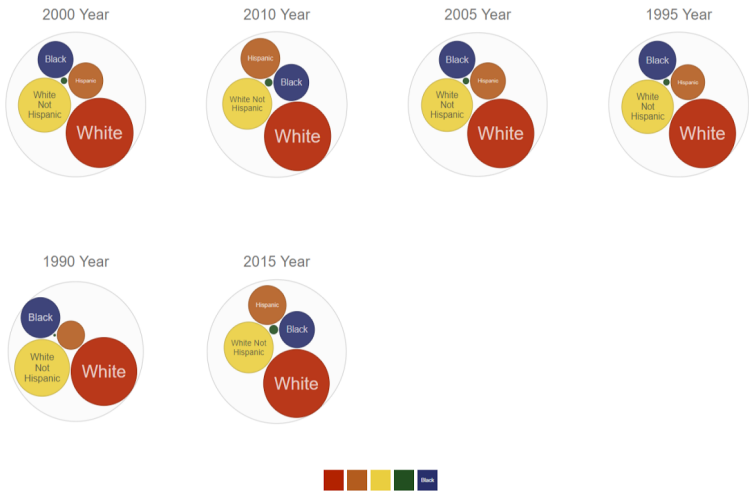 2000 Year
2010 Year
2005 Year
1995 Year
Black
Hispanic
White
Not
Hispanic
White
Hispanic
Black
White Not
Hispanic
White
Black
Hispanic
White
Not
Hispanic
White
Black
Hispanic
White
Not
Hispanic
White
1990 Year
2015 Year
Black
White
Not
Hispanic
White
Hispanic
Black
White Not
Hispanic
White
Black